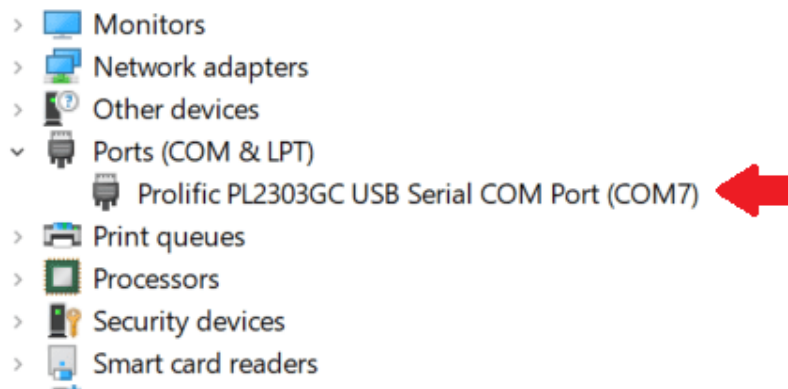 Monitors
Network adapters
Other devices
Ports (COM & LPT)
Prolific PL2303GC USB Serial COM Port (COM7)
Print queues
Processors
Security devices
Smart card readers